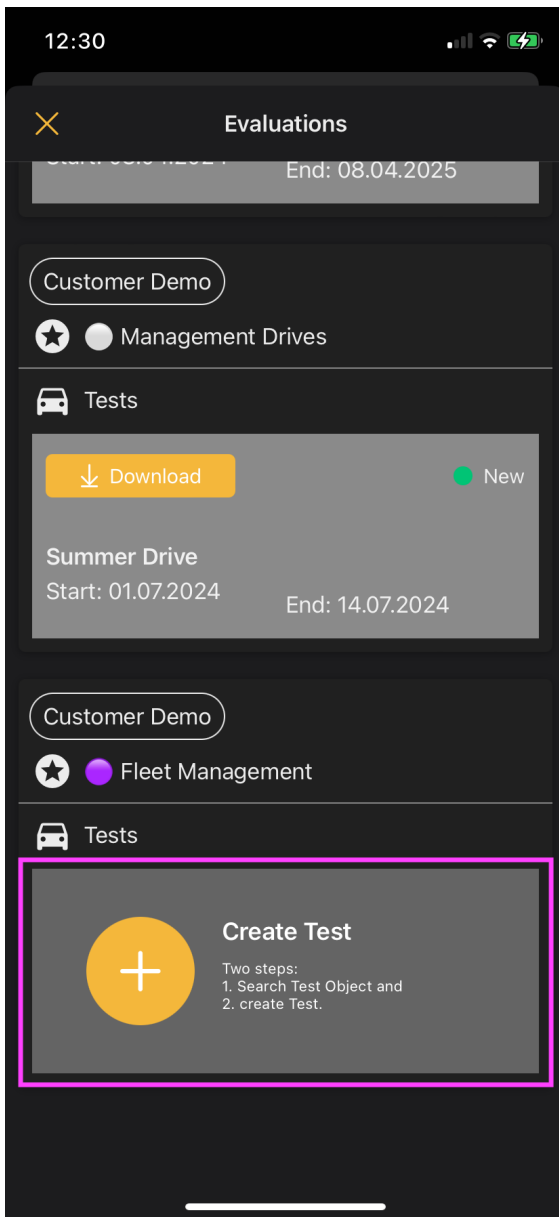 12:30
Evaluations
End: 08.04.2025
Customer Demo
Management Drives
Tests
Download
New
Summer Drive
Start: 01.07.2024
End: 14.07.2024
Customer Demo
Fleet Management
Tests
Create Test
Two steps:
1. Search Test Object and
2. create Test.